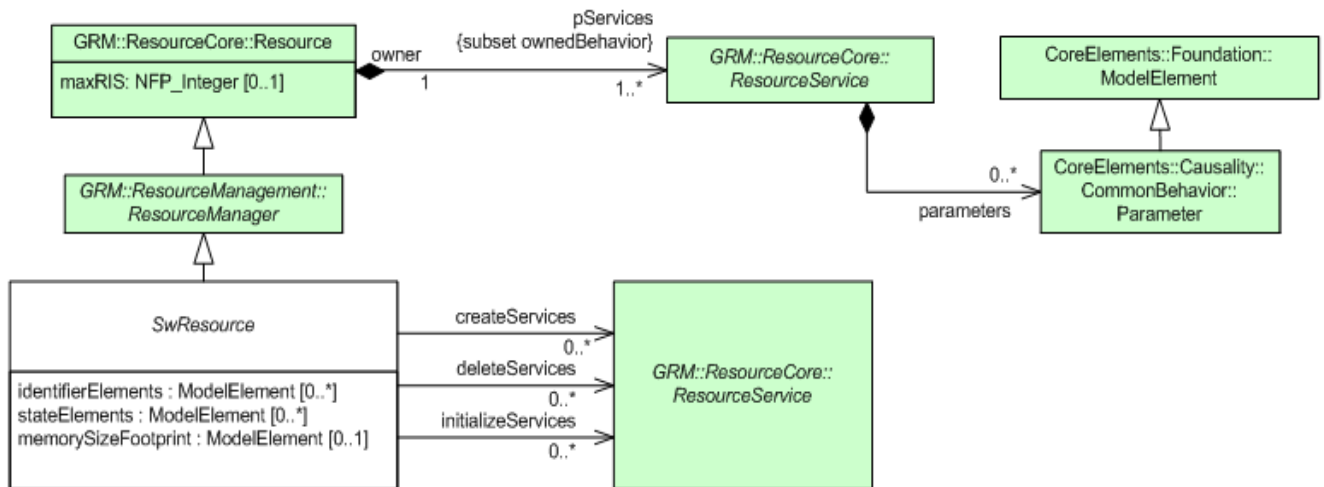 GRM::ResourceCore::Resource
maxRIS: NFP_Integer [0..1]
owner
1
pServices
{subset ownedBehavior}
1..*
GRM::ResourceCore::
ResourceService
CoreElements::Foundation::
ModelElement
0..*
parameters
CoreElements::Causality::
CommonBehavior::
Parameter
GRM::ResourceManagement::
ResourceManager
SwResource
identifierElements : ModelElement [0..*]
stateElements : ModelElement [0..*]
memorySizeFootprint : ModelElement [0..1]
createServices
0..*
deleteServices
0..*
initializeServices
0..*
GRM::ResourceCore::
ResourceService